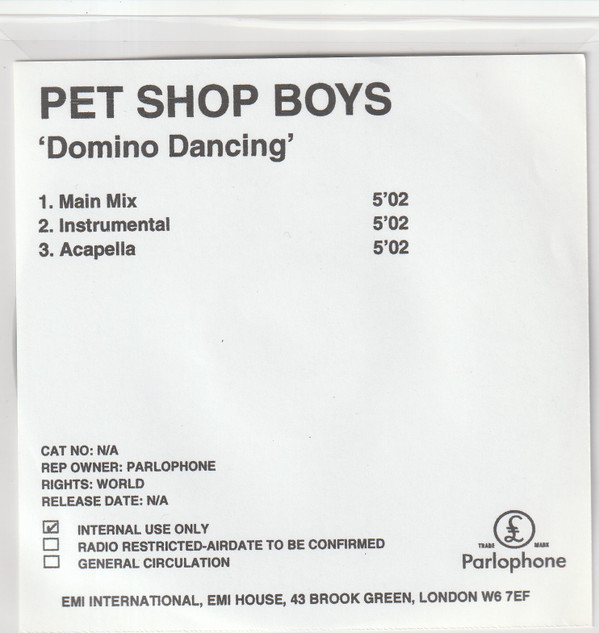 PET SHOP BOYS
‘Domino Dancing’
1. Main Mix 5’02
2. Instrumental 5’02
3. Acapella 5’02
CAT NO: N/A
REP OWNER: PARLOPHONE
RIGHTS: WORLD
RELEASE DATE: N/A
INTERNAL USE ONLY
RADIO RESTRICTED-AIRDATE TO BE CONFIRMED
GENERAL CIRCULATION
£
TRADE MARK
Parlophone
EMI INTERNATIONAL, EMI HOUSE, 43 BROOK GREEN, LONDON W6 7EF